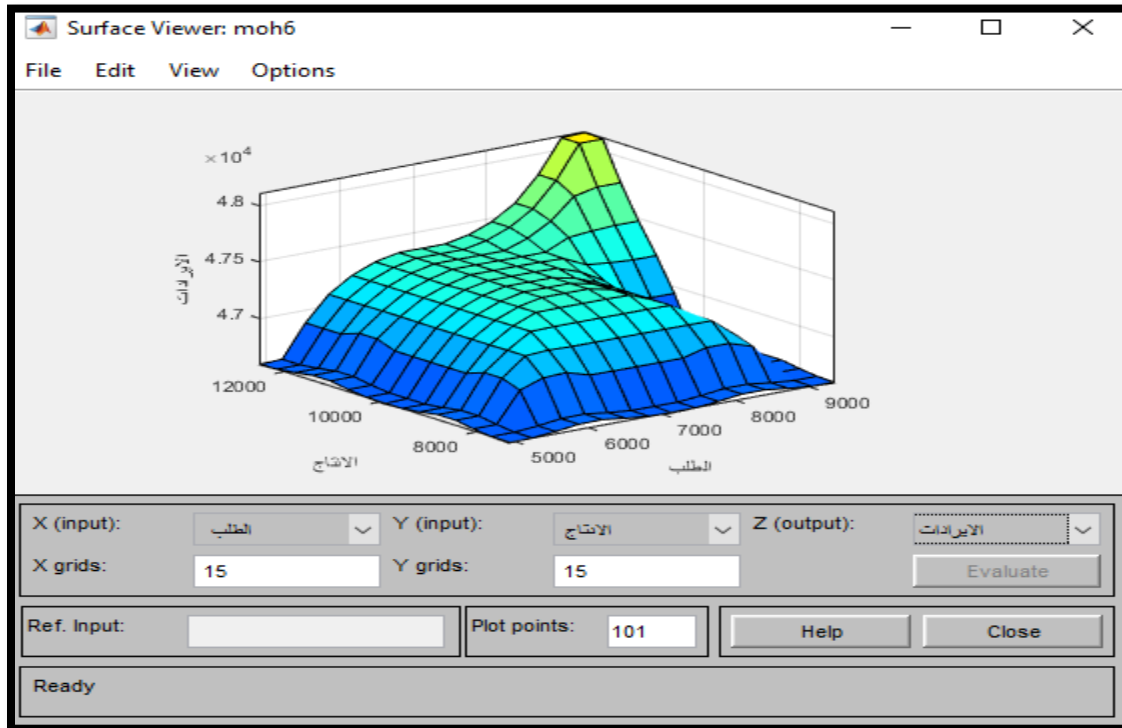 Surface Viewer: moh6
File Edit View Options
×10⁴
4.8
4.75
4.7
الايرادات
12000
10000
8000
الانتاج
5000
6000
7000
8000
9000
الطلب
X (input): الطلب Y (input): الانتاج Z (output): الايرادات
X grids: 15 Y grids: 15 Evaluate
Ref. Input: Plot points: 101 Help Close
Ready